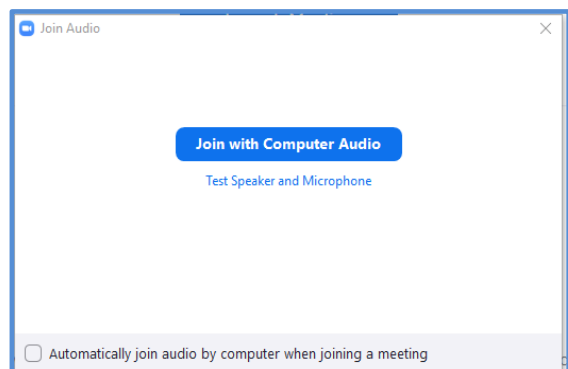 Join Audio
Join with Computer Audio
Test Speaker and Microphone
Automatically join audio by computer when joining a meeting